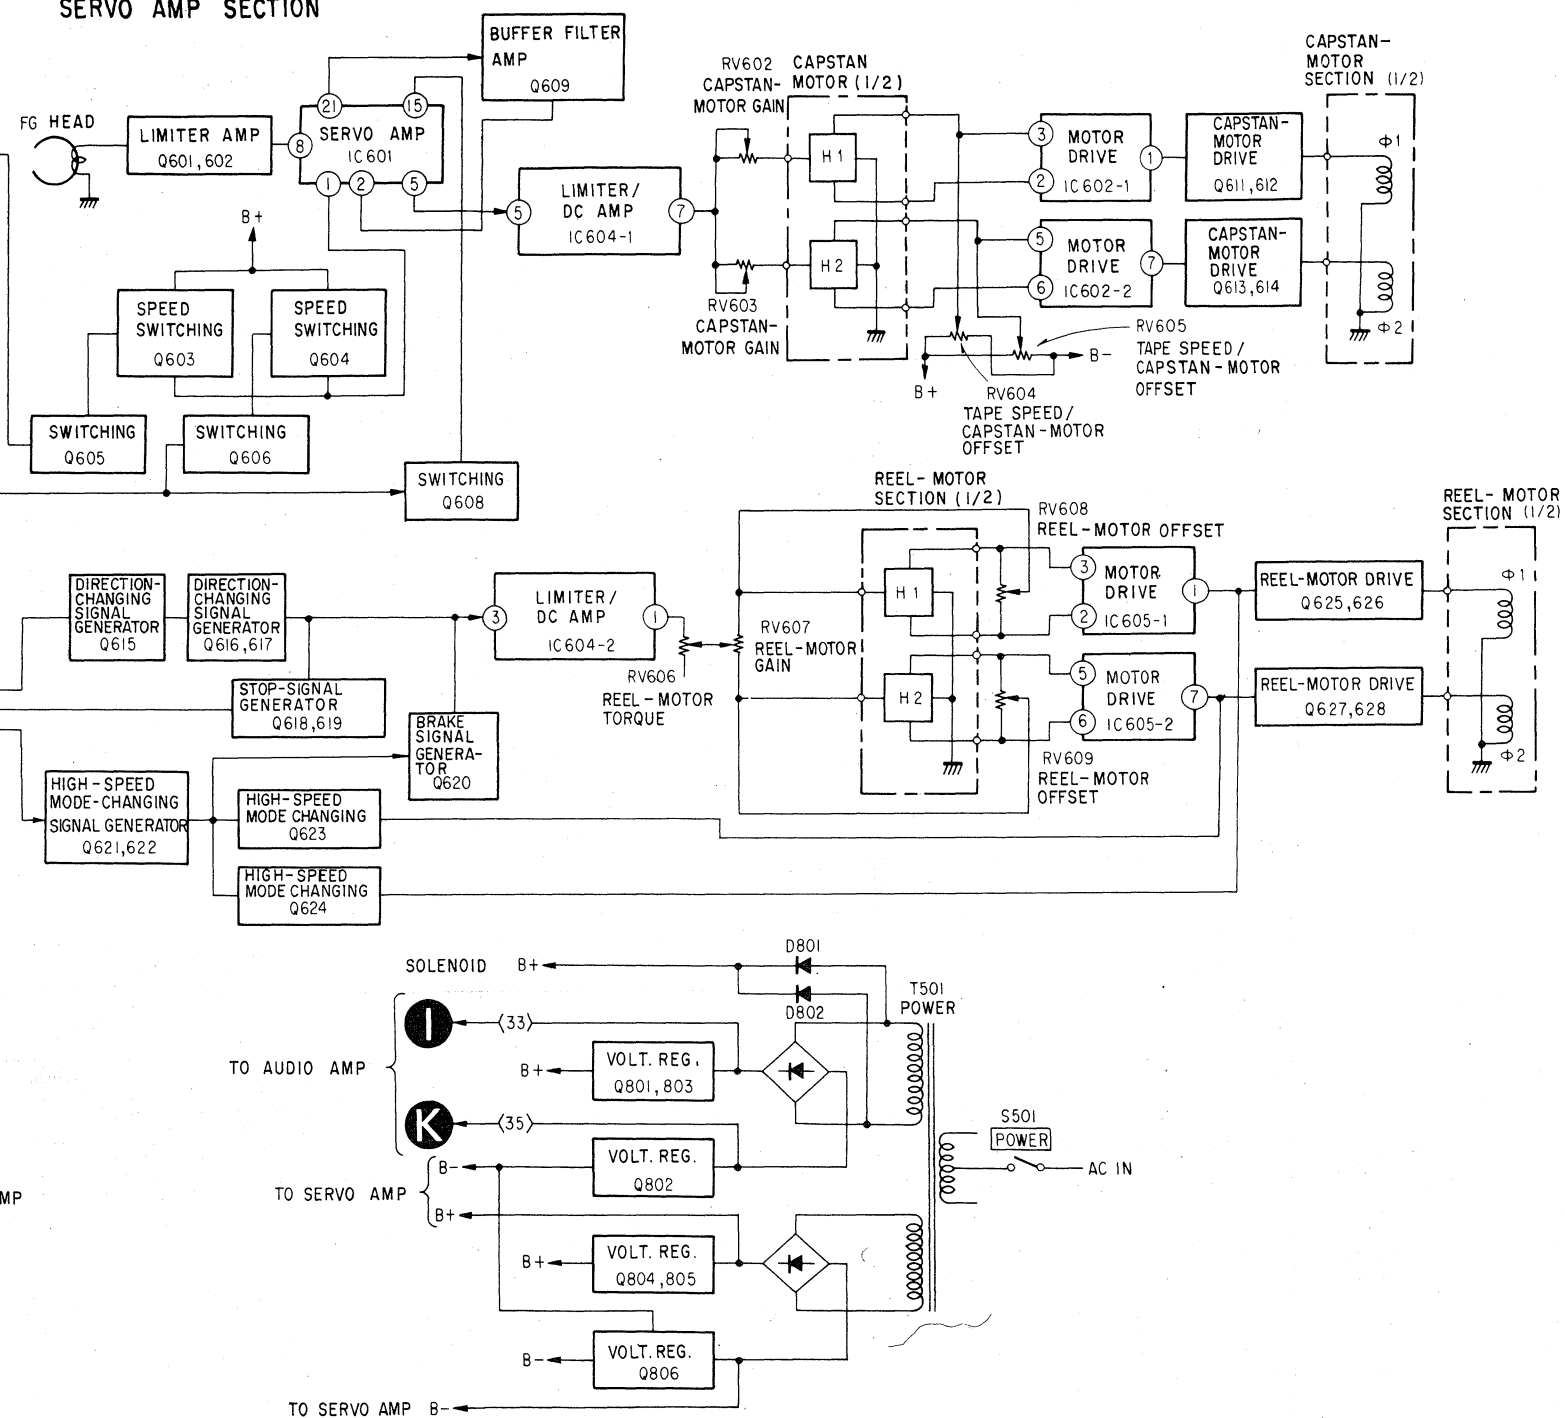 SERVO AMP SECTION
BUFFER FILTER
AMP
Q609
FG HEAD
LIMITER AMP
Q601,602
8
21
15
SERVO AMP
IC601
1
2
5
B+
SPEED
SWITCHING
Q603
SPEED
SWITCHING
Q604
SWITCHING
Q605
SWITCHING
Q606
SWITCHING
Q608
5
LIMITER/
DC AMP
IC604-1
7
RV602
CAPSTAN-
MOTOR GAIN
RV603
CAPSTAN-
MOTOR GAIN
CAPSTAN
MOTOR (1/2)
H1
H2
3
2
MOTOR
DRIVE
IC602-1
1
5
6
MOTOR
DRIVE
IC602-2
7
CAPSTAN-
MOTOR
DRIVE
Q611,612
CAPSTAN-
MOTOR
DRIVE
Q613,614
CAPSTAN-
MOTOR
SECTION (1/2)
Φ1
Φ2
B+
B-
RV604
TAPE SPEED/
CAPSTAN-MOTOR
OFFSET
RV605
TAPE SPEED/
CAPSTAN-MOTOR
OFFSET
DIRECTION-
CHANGING
SIGNAL
GENERATOR
Q615
DIRECTION-
CHANGING
SIGNAL
GENERATOR
Q616,617
STOP-SIGNAL
GENERATOR
Q618,619
BRAKE
SIGNAL
GENERA-
TOR
Q620
HIGH-SPEED
MODE-CHANGING
SIGNAL GENERATOR
Q621,622
HIGH-SPEED
MODE CHANGING
Q623
HIGH-SPEED
MODE CHANGING
Q624
3
LIMITER/
DC AMP
IC604-2
1
RV606
REEL-MOTOR
TORQUE
RV607
REEL-MOTOR
GAIN
REEL-MOTOR
SECTION (1/2)
H1
H2
RV608
REEL-MOTOR OFFSET
RV609
REEL-MOTOR
OFFSET
3
2
MOTOR
DRIVE
IC605-1
1
5
6
MOTOR
DRIVE
IC605-2
7
REEL-MOTOR DRIVE
Q625,626
REEL-MOTOR DRIVE
Q627,628
REEL-MOTOR
SECTION (1/2)
Φ1
Φ2
SOLENOID B+
D801
D802
T501
POWER
TO AUDIO AMP
I
(33)
B+
VOLT. REG.
Q801,803
K
(35)
B-
VOLT. REG.
Q802
TO SERVO AMP
B+
B+
VOLT. REG.
Q804,805
B-
VOLT. REG.
Q806
TO SERVO AMP B-
S501
POWER
AC IN
MP